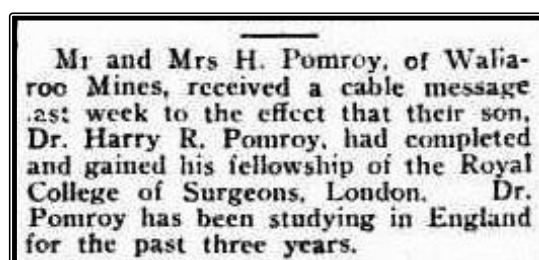 Mr and Mrs H. Pomroy, of Walla-
roo Mines, received a cable message
last week to the effect that their son,
Dr. Harry R. Pomroy, had completed
and gained his fellowship of the Royal
College of Surgeons, London. Dr.
Pomroy has been studying in England
for the past three years.